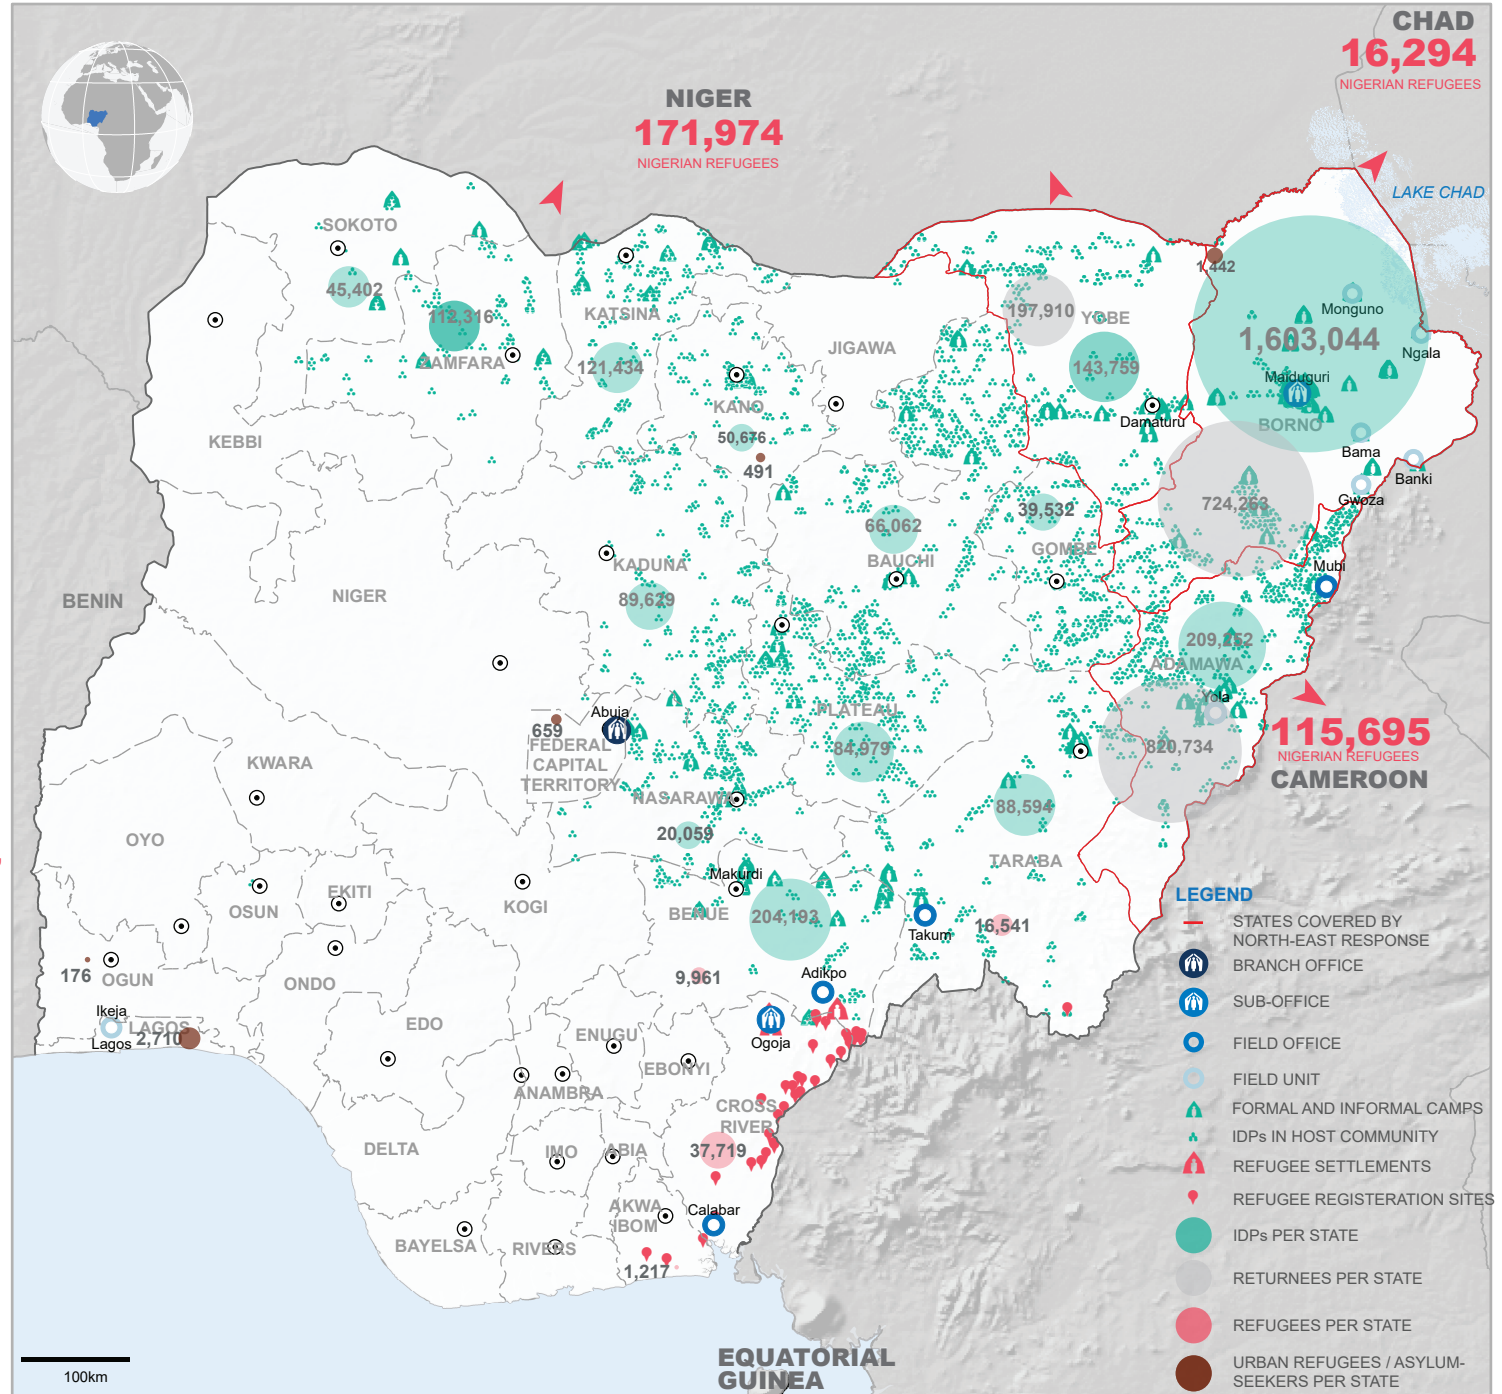 CHAD
16,294
NIGERIAN REFUGEES
NIGER
171,974
NIGERIAN REFUGEES
LAKE CHAD
SOKOTO
45,402
112,316
ZAMFARA
KATSINA
121,434
KEBBI
KANO
50,676
491
JIGAWA
197,910
YOBE
143,759
Damaturu
1,442
Monguno
1,603,044
Ngala
Maiduguri
BORNO
Bama
Banki
Gwoza
724,263
Mubi
66,062
BAUCHI
39,532
GOMBE
KADUNA
89,629
BENIN
NIGER
209,252
ADAMAWA
Yola
820,734
115,695
NIGERIAN REFUGEES
CAMEROON
PLATEAU
84,979
Abuja
659
FEDERAL
CAPITAL
TERRITORY
NASARAWA
20,059
KWARA
OYO
88,594
TARABA
16,541
Takum
Makurdi
BENUE
204,193
9,961
Adikpo
Ogoja
EKITI
OSUN
KOGI
176
OGUN
ONDO
Ikeja
LAGOS
Lagos
2,710
EDO
ENUGU
EBONYI
ANAMBRA
CROSS
RIVER
37,719
DELTA
IMO
ABIA
AKWA
IBOM
Calabar
BAYELSA
RIVERS
1,217
EQUATORIAL
GUINEA
100km
LEGEND
STATES COVERED BY
NORTH-EAST RESPONSE
BRANCH OFFICE
SUB-OFFICE
FIELD OFFICE
FIELD UNIT
FORMAL AND INFORMAL CAMPS
IDPs IN HOST COMMUNITY
REFUGEE SETTLEMENTS
REFUGEE REGISTERATION SITES
IDPs PER STATE
RETURNEES PER STATE
REFUGEES PER STATE
URBAN REFUGEES / ASYLUM-
SEEKERS PER STATE